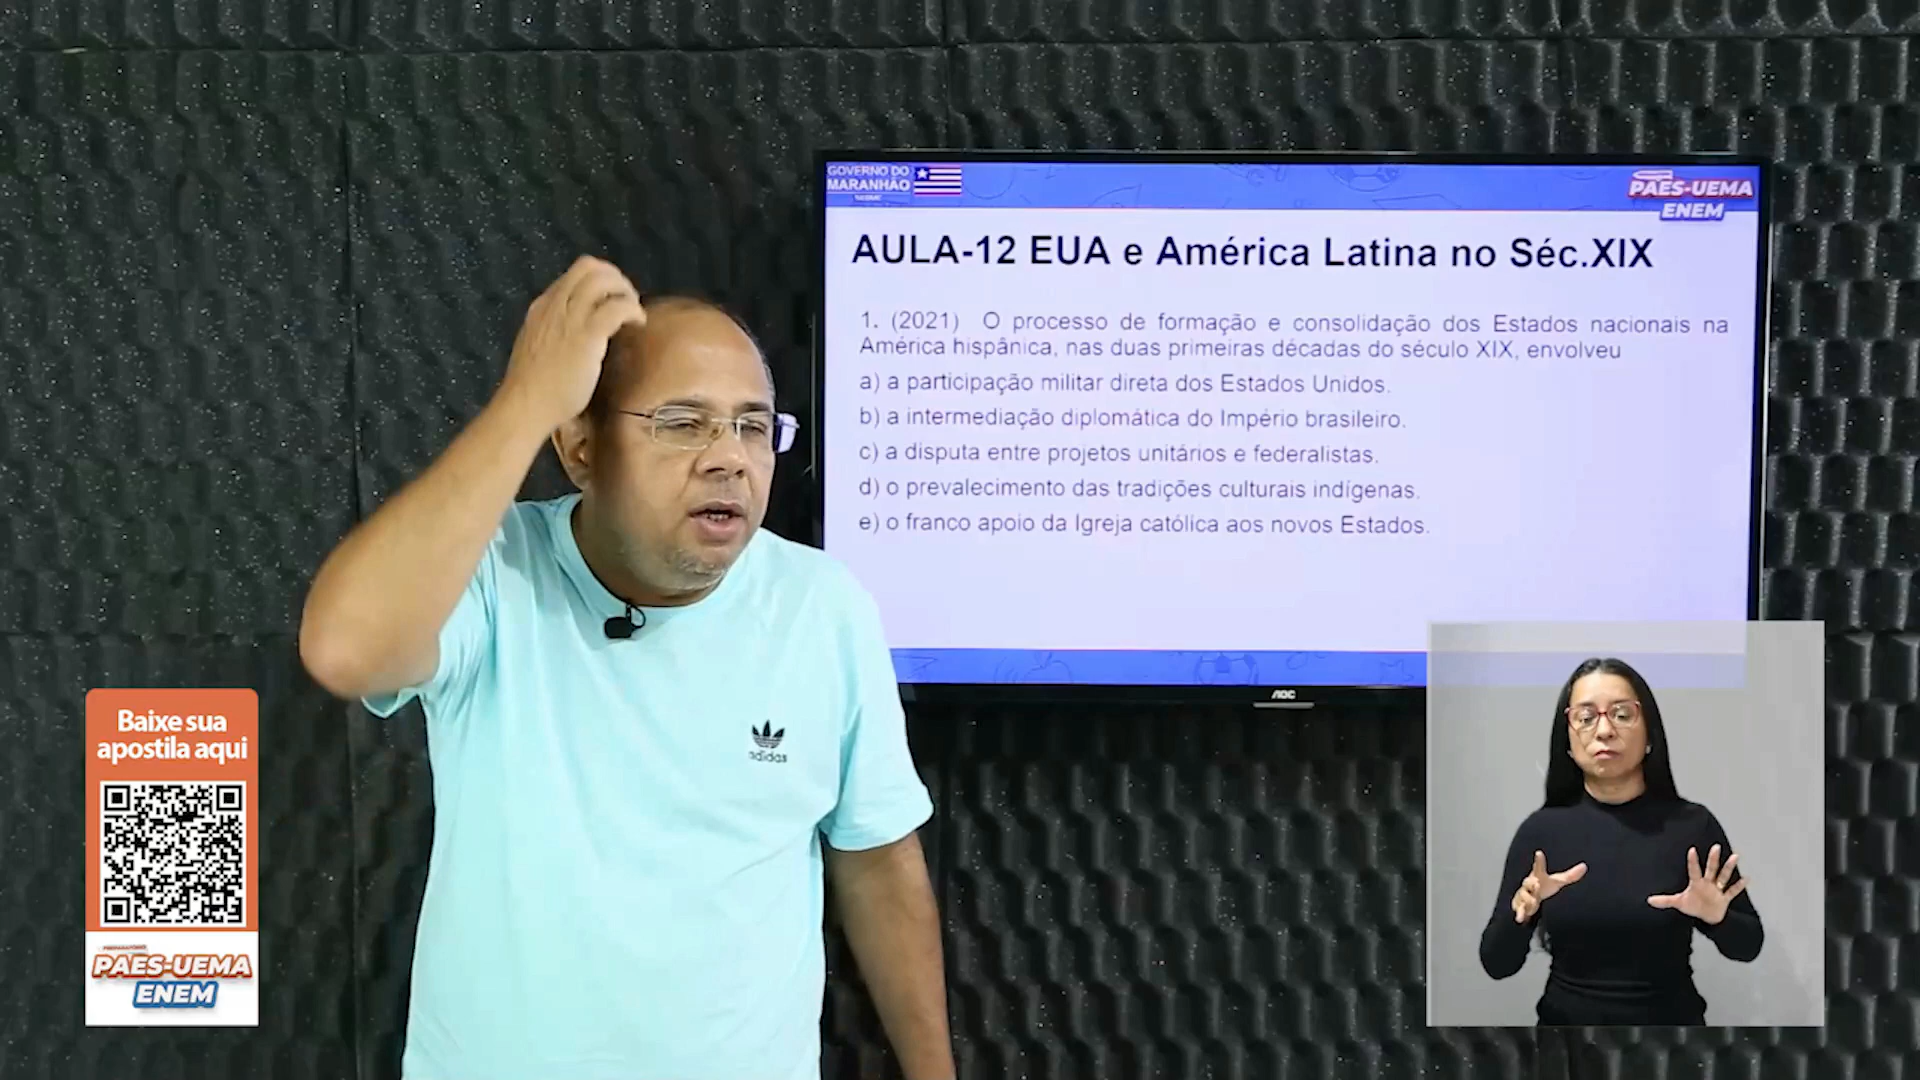 GOVERNO DO
MARANHÃO
PAES-UEMA
ENEM
AULA-12 EUA e América Latina no Séc.XIX
1. (2021) O processo de formação e consolidação dos Estados nacionais na
América hispânica, nas duas primeiras décadas do século XIX, envolveu
a) a participação militar direta dos Estados Unidos.
b) a intermediação diplomática do Império brasileiro.
c) a disputa entre projetos unitários e federalistas.
d) o prevalecimento das tradições culturais indígenas.
e) o franco apoio da Igreja católica aos novos Estados.
AOC
adidas
Baixe sua
apostila aqui
PREPARATÓRIO
PAES-UEMA
ENEM